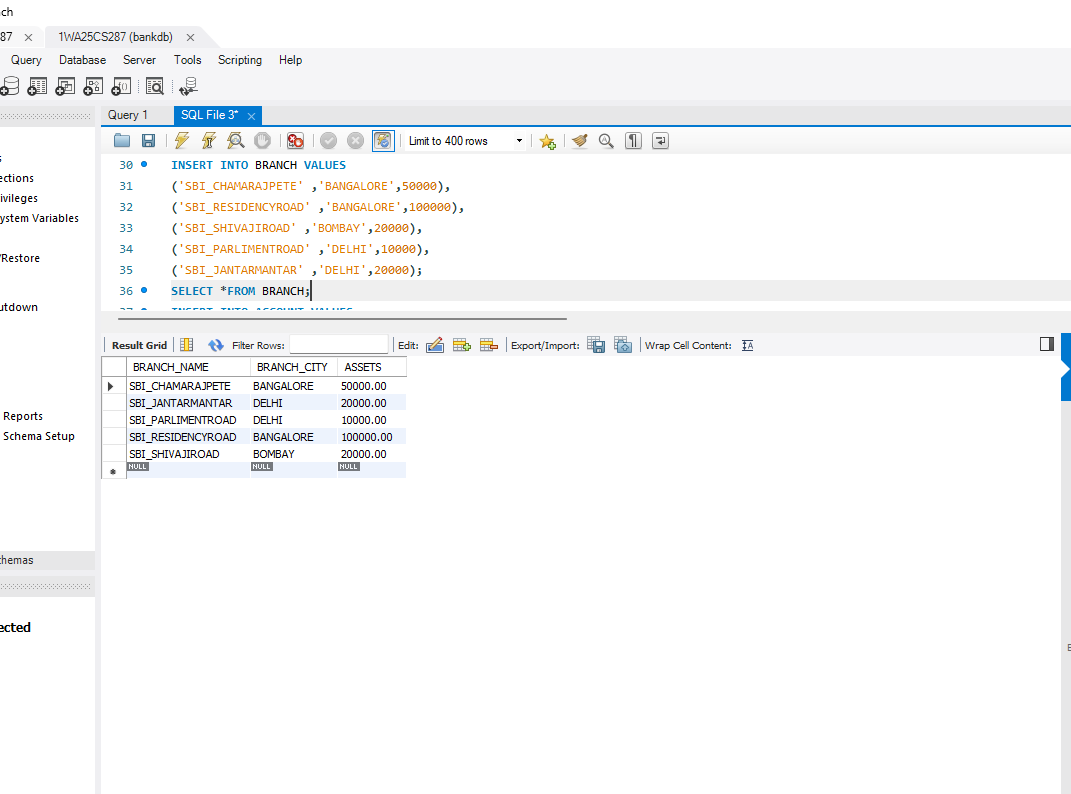 ch
87
1WA25CS287 (bankdb)
Query Database Server Tools Scripting Help
Query 1 SQL File 3*
Limit to 400 rows
ections
ivileges
ystem Variables
/Restore
utdown
Reports
Schema Setup
hemas
ected
30 INSERT INTO BRANCH VALUES
31 ('SBI_CHAMARAJPETE' ,'BANGALORE',50000),
32 ('SBI_RESIDENCYROAD' ,'BANGALORE',100000),
33 ('SBI_SHIVAJIROAD' ,'BOMBAY',20000),
34 ('SBI_PARLIMENTROAD' ,'DELHI',10000),
35 ('SBI_JANTARMANTAR' ,'DELHI',20000);
36 SELECT *FROM BRANCH;
37 INSERT INTO ACCOUNT VALUES
Result Grid Filter Rows: Edit: Export/Import: Wrap Cell Content:
BRANCH_NAME BRANCH_CITY ASSETS
SBI_CHAMARAJPETE BANGALORE 50000.00
SBI_JANTARMANTAR DELHI 20000.00
SBI_PARLIMENTROAD DELHI 10000.00
SBI_RESIDENCYROAD BANGALORE 100000.00
SBI_SHIVAJIROAD BOMBAY 20000.00
NULL NULL NULL